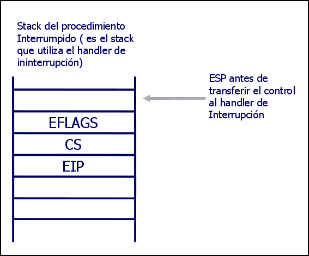 Stack del procedimiento
Interrumpido ( es el stack
que utiliza el handler de
ininterrupción)
ESP antes de
transferir el control
al handler de
Interrupción
EFLAGS
CS
EIP